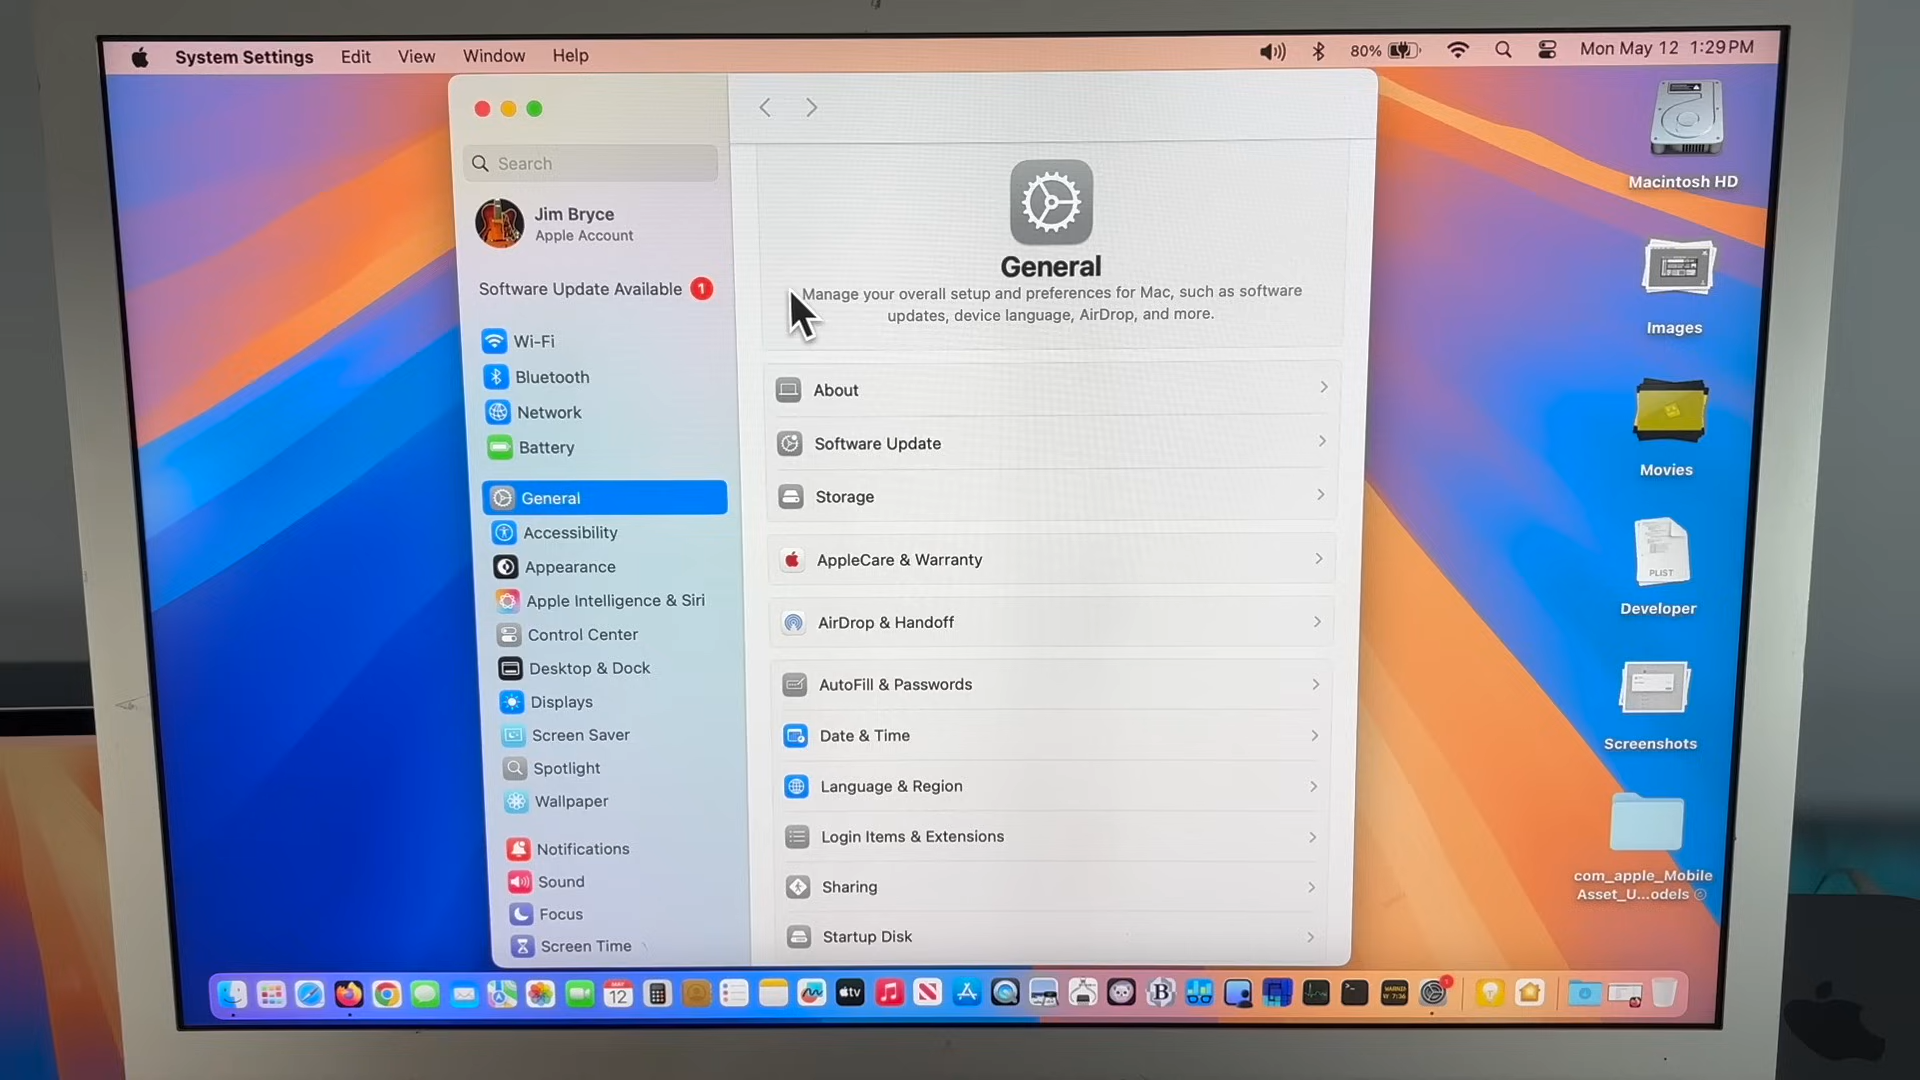 System Settings Edit View Window Help
80%
Mon May 12 1:29 PM
Search
Jim Bryce
Apple Account
Software Update Available 1
Wi-Fi
Bluetooth
Network
Battery
General
Accessibility
Appearance
Apple Intelligence & Siri
Control Center
Desktop & Dock
Displays
Screen Saver
Spotlight
Wallpaper
Notifications
Sound
Focus
Screen Time
General
Manage your overall setup and preferences for Mac, such as software
updates, device language, AirDrop, and more.
About
Software Update
Storage
AppleCare & Warranty
AirDrop & Handoff
AutoFill & Passwords
Date & Time
Language & Region
Login Items & Extensions
Sharing
Startup Disk
Macintosh HD
Images
Movies
PLIST
Developer
Screenshots
com_apple_Mobile
Asset_U...odels
MAY
12
tv
B
1